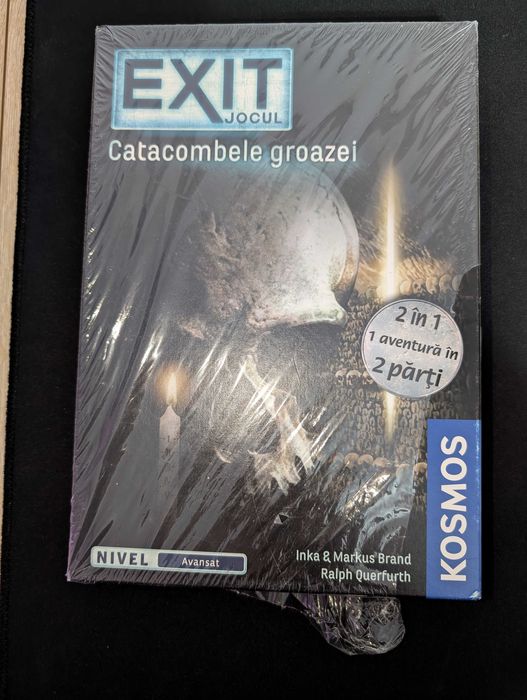 EXIT
JOCUL
Catacombele groazei
2 în 1
1 aventură în
2 părți
KOSMOS
NIVEL Avansat
Inka & Markus Brand
Ralph Querfurth